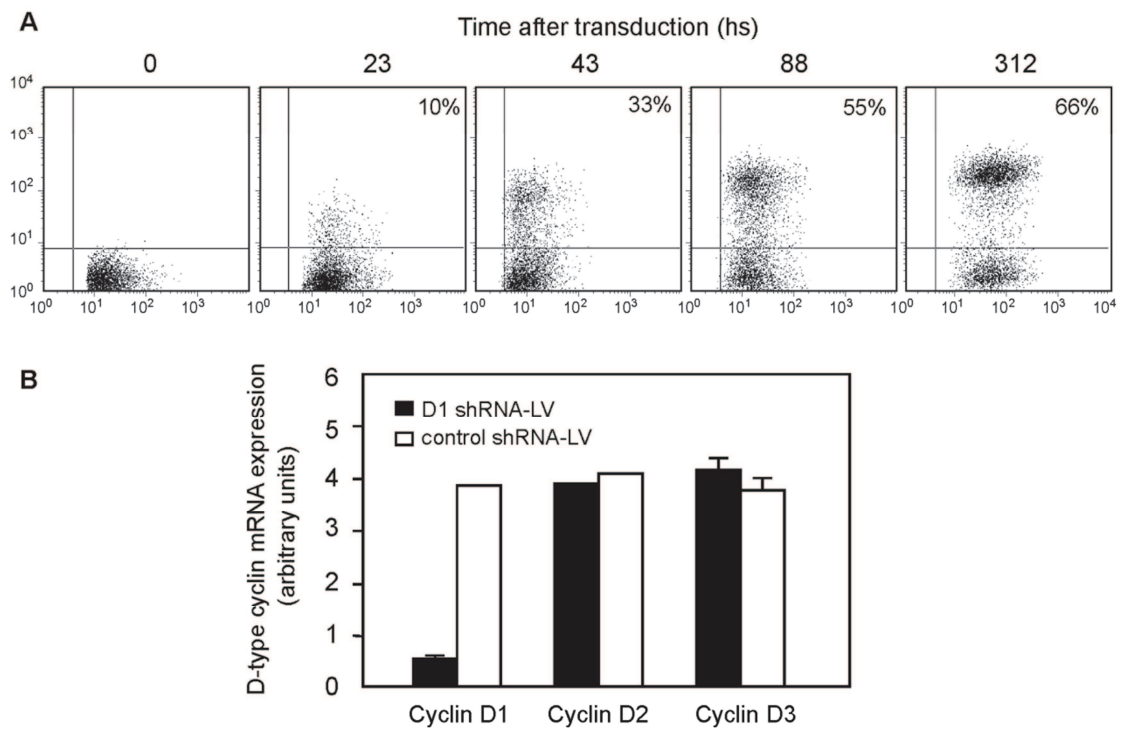 A
Time after transduction (hs)
0 23 43 88 312
10⁴
10³
10²
10¹
10⁰
10% 33% 55% 66%
10⁰ 10¹ 10² 10³ 10⁰ 10¹ 10² 10³ 10⁰ 10¹ 10² 10³ 10⁰ 10¹ 10² 10³ 10⁰ 10¹ 10² 10³ 10⁴
B
D-type cyclin mRNA expression
(arbitrary units)
6
5
4
3
2
1
0
D1 shRNA-LV
control shRNA-LV
Cyclin D1 Cyclin D2 Cyclin D3